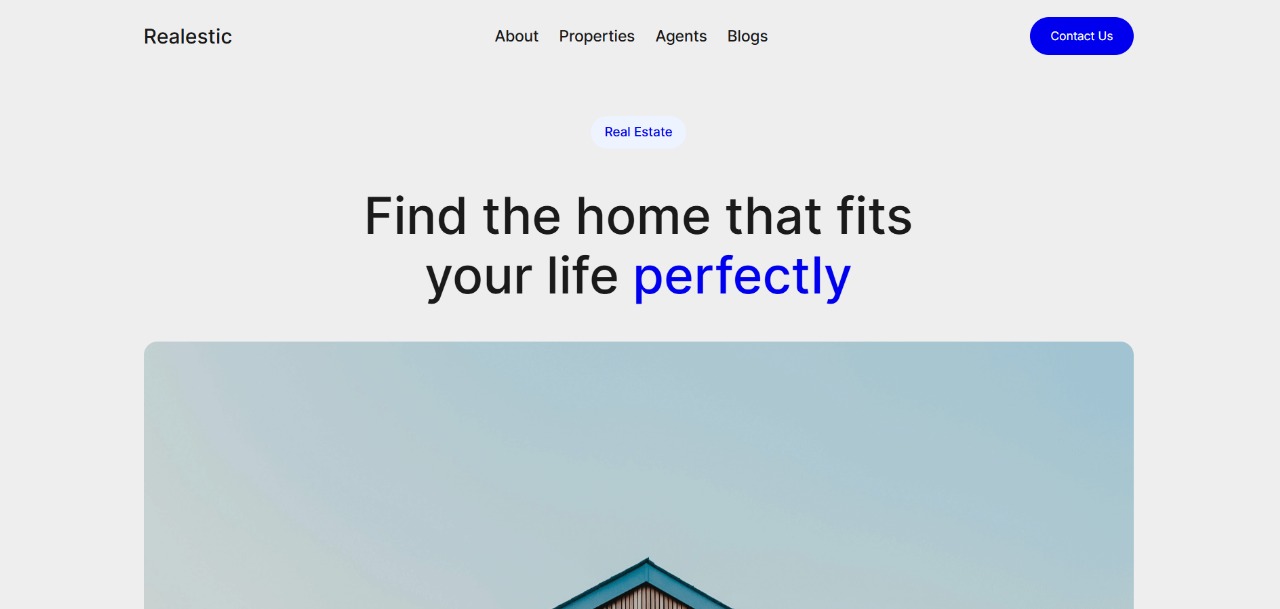 Realestic
About Properties Agents Blogs
Contact Us
Real Estate
Find the home that fits
your life perfectly